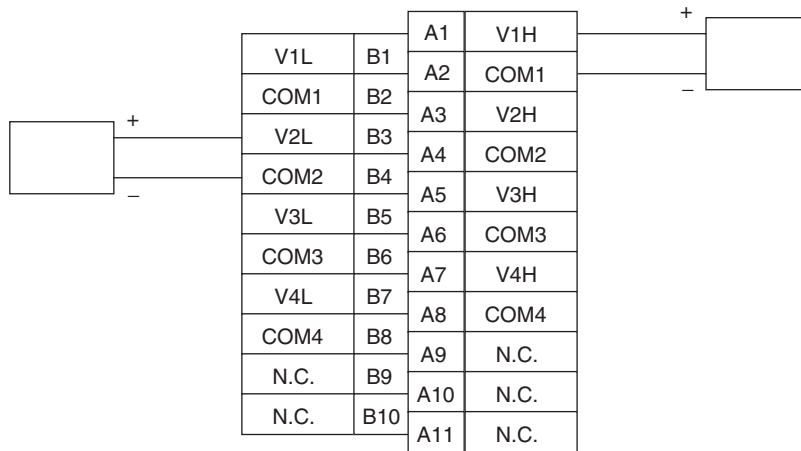 A1 V1H +
V1L B1
A2 COM1 −
COM1 B2
A3 V2H
+ V2L B3
A4 COM2
− COM2 B4
A5 V3H
V3L B5
A6 COM3
COM3 B6
A7 V4H
V4L B7
A8 COM4
COM4 B8
A9 N.C.
N.C. B9
A10 N.C.
N.C. B10
A11 N.C.